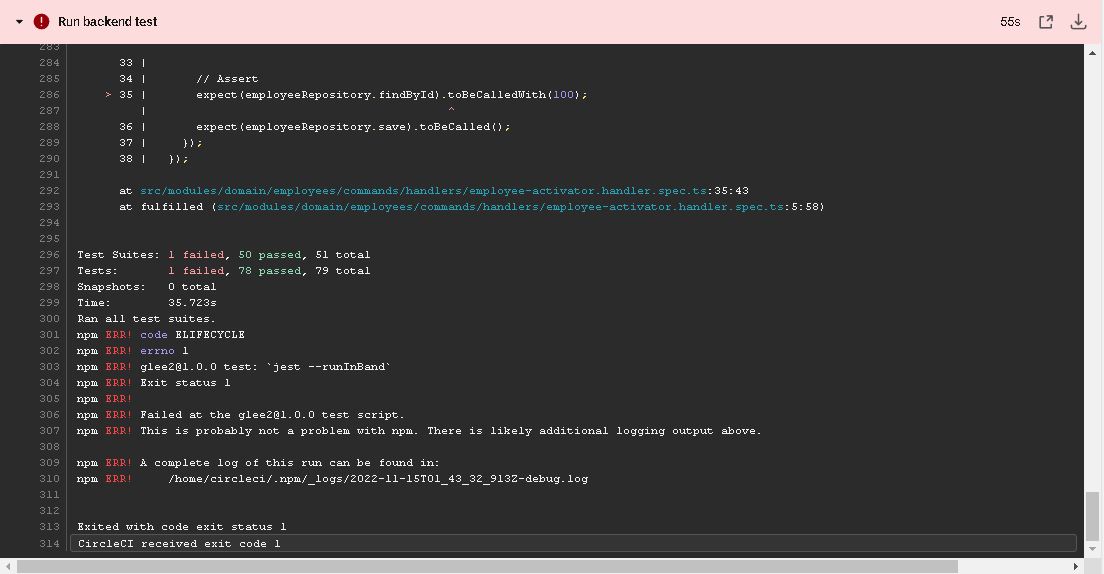 Run backend test 55s
283
284 33 |
285 34 | // Assert
286 > 35 | expect(employeeRepository.findById).toBeCalledWith(100);
287 | ^
288 36 | expect(employeeRepository.save).toBeCalled();
289 37 | });
290 38 | });
291
292 at src/modules/domain/employees/commands/handlers/employee-activator.handler.spec.ts:35:43
293 at fulfilled (src/modules/domain/employees/commands/handlers/employee-activator.handler.spec.ts:5:58)
294
295
296 Test Suites: 1 failed, 50 passed, 51 total
297 Tests: 1 failed, 78 passed, 79 total
298 Snapshots: 0 total
299 Time: 35.723s
300 Ran all test suites.
301 npm ERR! code ELIFECYCLE
302 npm ERR! errno 1
303 npm ERR! glee2@1.0.0 test: `jest --runInBand`
304 npm ERR! Exit status 1
305 npm ERR!
306 npm ERR! Failed at the glee2@1.0.0 test script.
307 npm ERR! This is probably not a problem with npm. There is likely additional logging output above.
308
309 npm ERR! A complete log of this run can be found in:
310 npm ERR! /home/circleci/.npm/_logs/2022-11-15T01_43_32_913Z-debug.log
311
312
313 Exited with code exit status 1
314 CircleCI received exit code 1